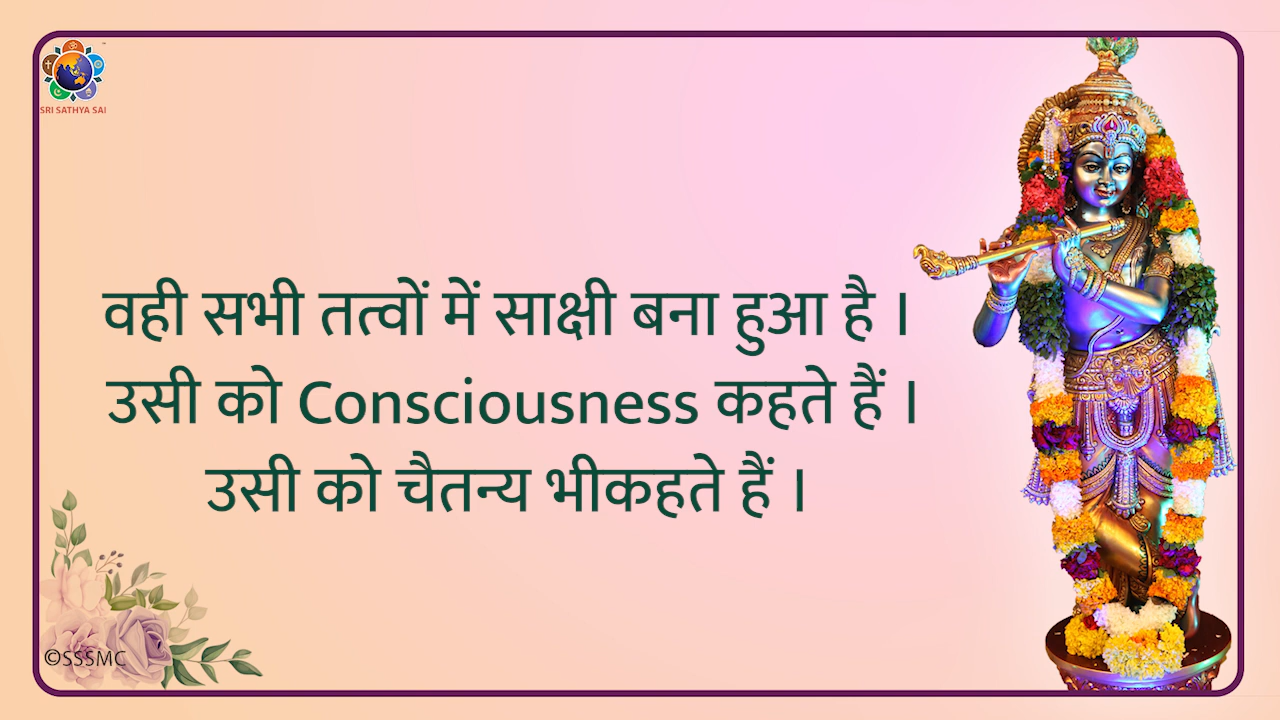 SRI SATHYA SAI
वही सभी तत्वों में साक्षी बना हुआ है ।
उसी को Consciousness कहते हैं ।
उसी को चैतन्य भीकहते हैं ।
©SSSMC